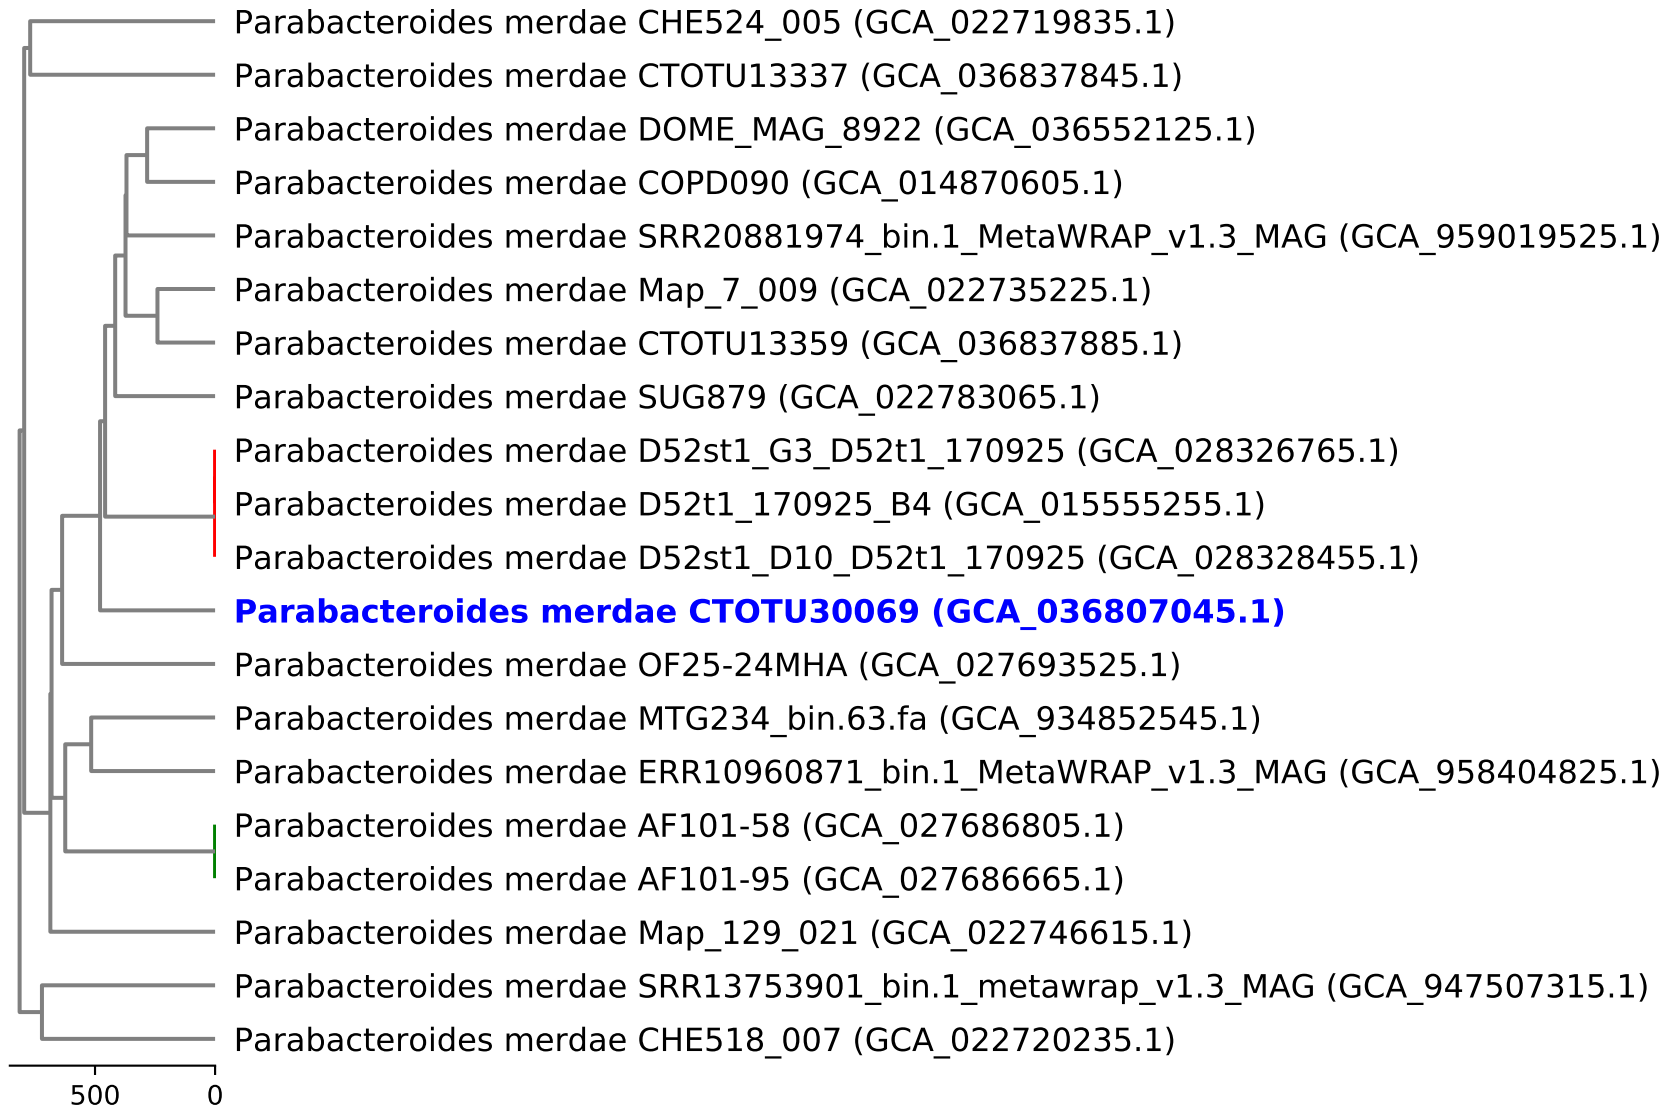 Parabacteroides merdae CHE524_005 (GCA_022719835.1)
Parabacteroides merdae CTOTU13337 (GCA_036837845.1)
Parabacteroides merdae DOME_MAG_8922 (GCA_036552125.1)
Parabacteroides merdae COPD090 (GCA_014870605.1)
Parabacteroides merdae SRR20881974_bin.1_MetaWRAP_v1.3_MAG (GCA_959019525.1)
Parabacteroides merdae Map_7_009 (GCA_022735225.1)
Parabacteroides merdae CTOTU13359 (GCA_036837885.1)
Parabacteroides merdae SUG879 (GCA_022783065.1)
Parabacteroides merdae D52st1_G3_D52t1_170925 (GCA_028326765.1)
Parabacteroides merdae D52t1_170925_B4 (GCA_015555255.1)
Parabacteroides merdae D52st1_D10_D52t1_170925 (GCA_028328455.1)
Parabacteroides merdae CTOTU30069 (GCA_036807045.1)
Parabacteroides merdae OF25-24MHA (GCA_027693525.1)
Parabacteroides merdae MTG234_bin.63.fa (GCA_934852545.1)
Parabacteroides merdae ERR10960871_bin.1_MetaWRAP_v1.3_MAG (GCA_958404825.1)
Parabacteroides merdae AF101-58 (GCA_027686805.1)
Parabacteroides merdae AF101-95 (GCA_027686665.1)
Parabacteroides merdae Map_129_021 (GCA_022746615.1)
Parabacteroides merdae SRR13753901_bin.1_metawrap_v1.3_MAG (GCA_947507315.1)
Parabacteroides merdae CHE518_007 (GCA_022720235.1)
500 0